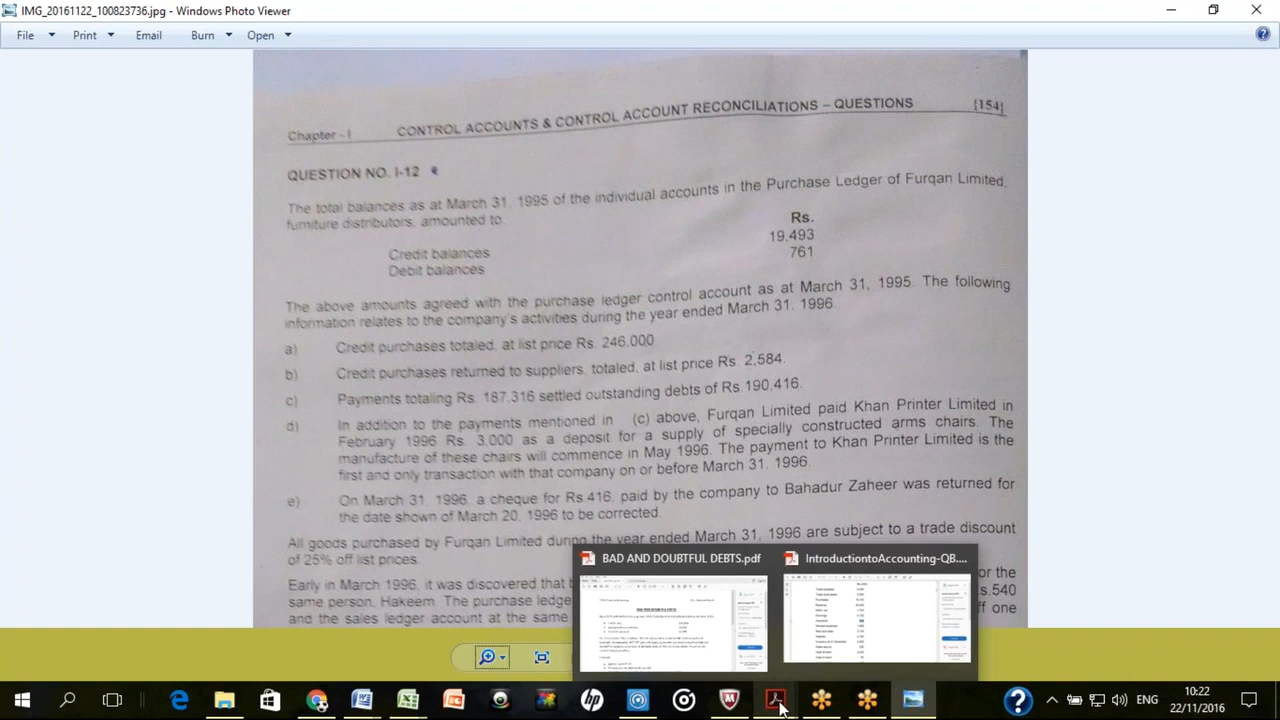 IMG_20161122_100823736.jpg - Windows Photo Viewer
File Print Email Burn Open
Chapter - I CONTROL ACCOUNTS & CONTROL ACCOUNT RECONCILIATIONS – QUESTIONS [154]
QUESTION NO. I-12
The total balances as at March 31, 1995 of the individual accounts in the Purchase Ledger of Furqan Limited,
furniture distributors, amounted to.
Rs.
Credit balances 19,493
Debit balances 761
The above amounts agreed with the purchase ledger control account as at March 31, 1995. The following
information relates to the company's activities during the year ended March 31. 1996.
a) Credit purchases totaled, at list price Rs. 246,000
b) Credit purchases returned to suppliers, totaled, at list price Rs. 2,584.
c) Payments totaling Rs. 187,316 settled outstanding debts of Rs. 190,416.
d) In addition to the payments mentioned in (c) above, Furqan Limited paid Khan Printer Limited in
February 1996 Rs. 3,000 as a deposit for a supply of specially constructed arms chairs. The
manufacture of these chairs will commence in May 1996. The payment to Khan Printer Limited is the
first and only transaction with that company on or before March 31. 1996.
e) On March 31, 1996, a cheque for Rs.416, paid by the company to Bahadur Zaheer was returned for
the date shown of March 20, 1996 to be corrected.
All goods purchased by Furqan Limited during the year ended March 31, 1996 are subject to a trade discount
of 25% off list prices
Early in March 1996, it was discovered that or the
same person, Hakeem. The purchase ledge s.540
and the sales ledger account at the same ff one
BAD AND DOUBTFUL DEBTS.pdf IntroductiontoAccounting-QB....
ENG
10:22
22/11/2016